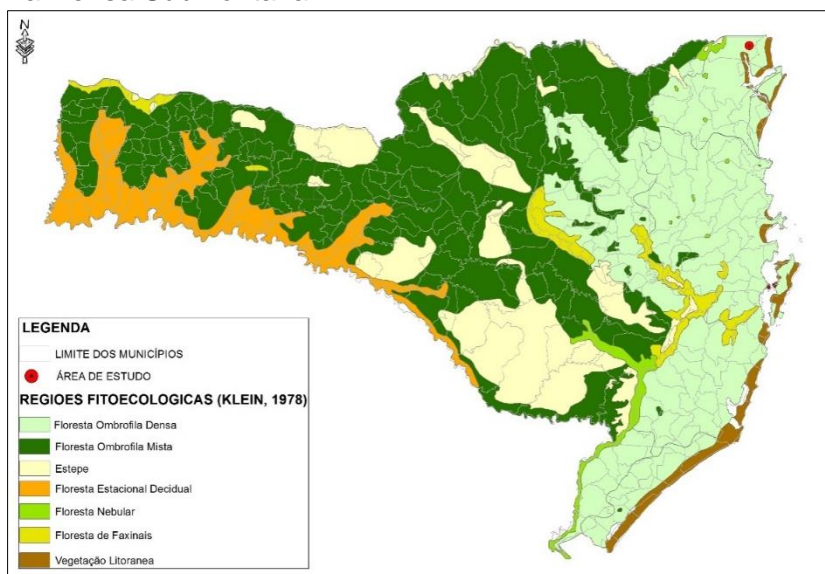 N
LEGENDA
LIMITE DOS MUNICÍPIOS
ÁREA DE ESTUDO
REGIOES FITOECOLOGICAS (KLEIN, 1978)
Floresta Ombrofila Densa
Floresta Ombrofila Mista
Estepe
Floresta Estacional Decidual
Floresta Nebular
Floresta de Faxinais
Vegetação Litoranea